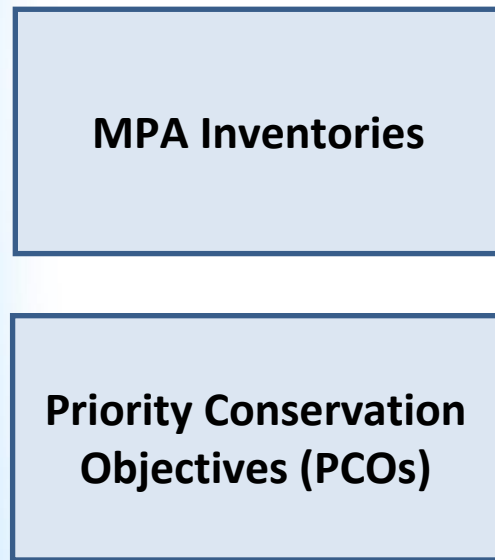 MPA Inventories
Priority Conservation
Objectives (PCOs)